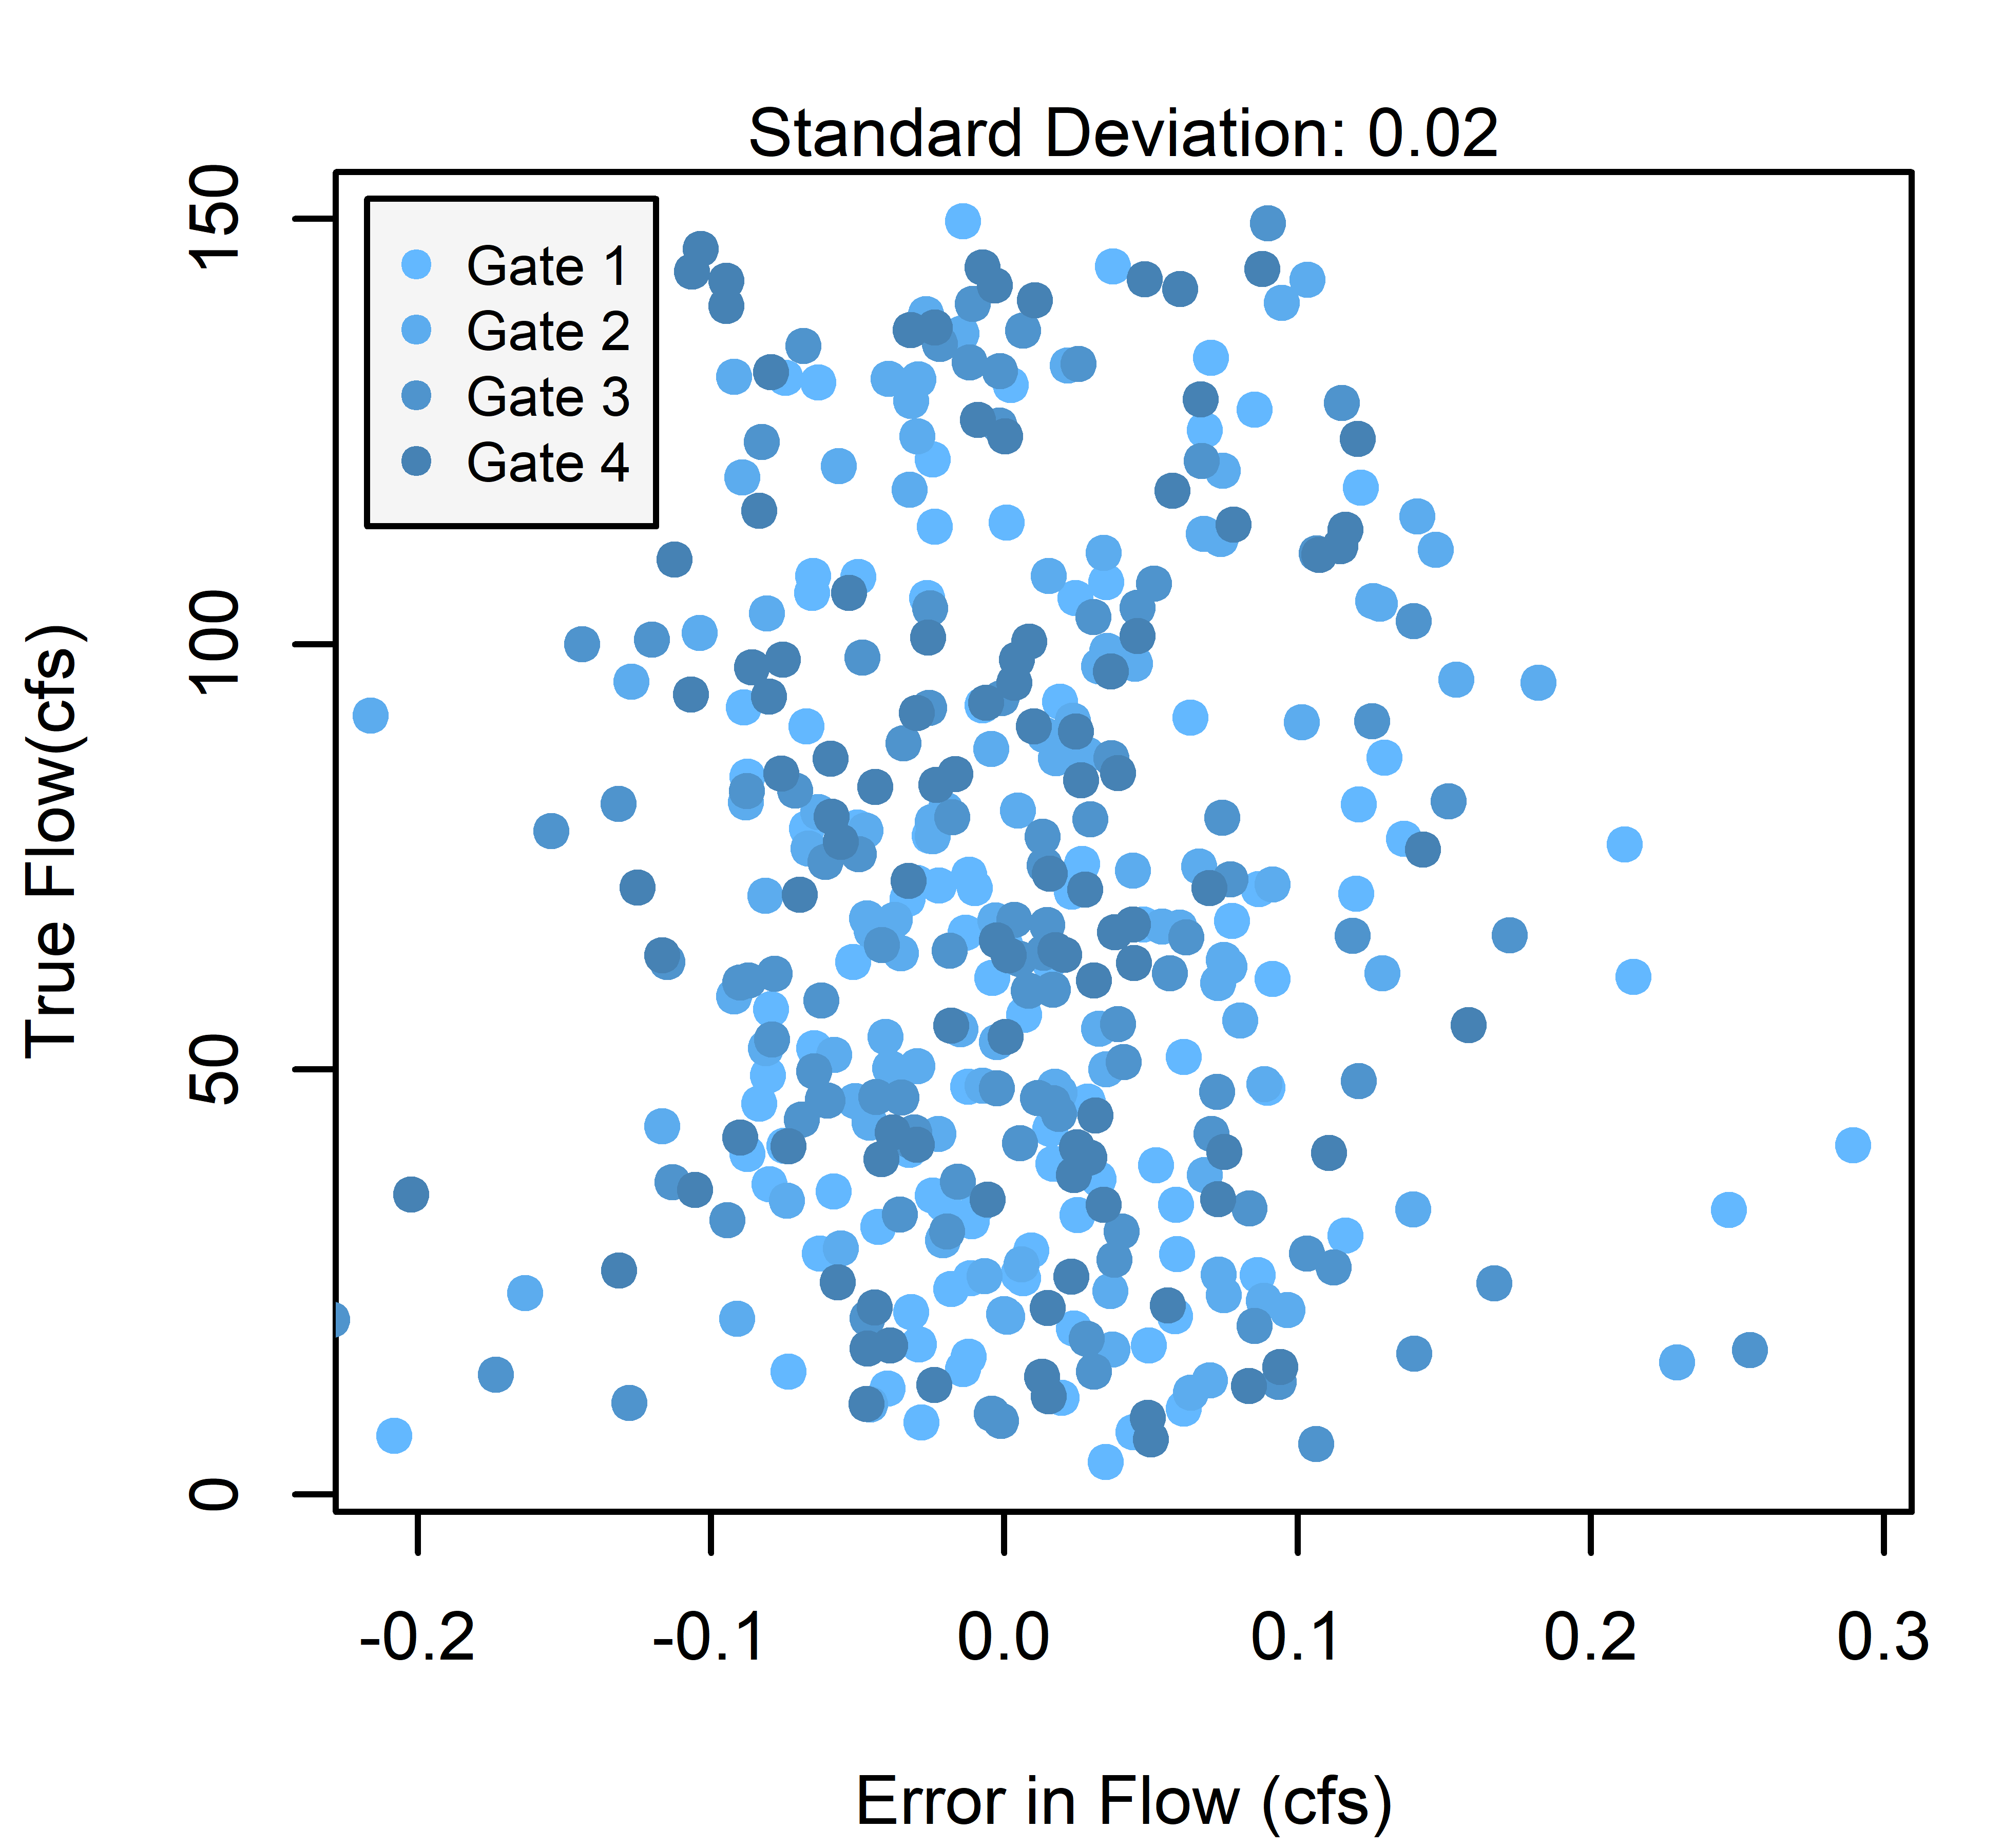 Standard Deviation: 0.02
150
100
50
0
True Flow(cfs)
Gate 1
Gate 2
Gate 3
Gate 4
-0.2 -0.1 0.0 0.1 0.2 0.3
Error in Flow (cfs)